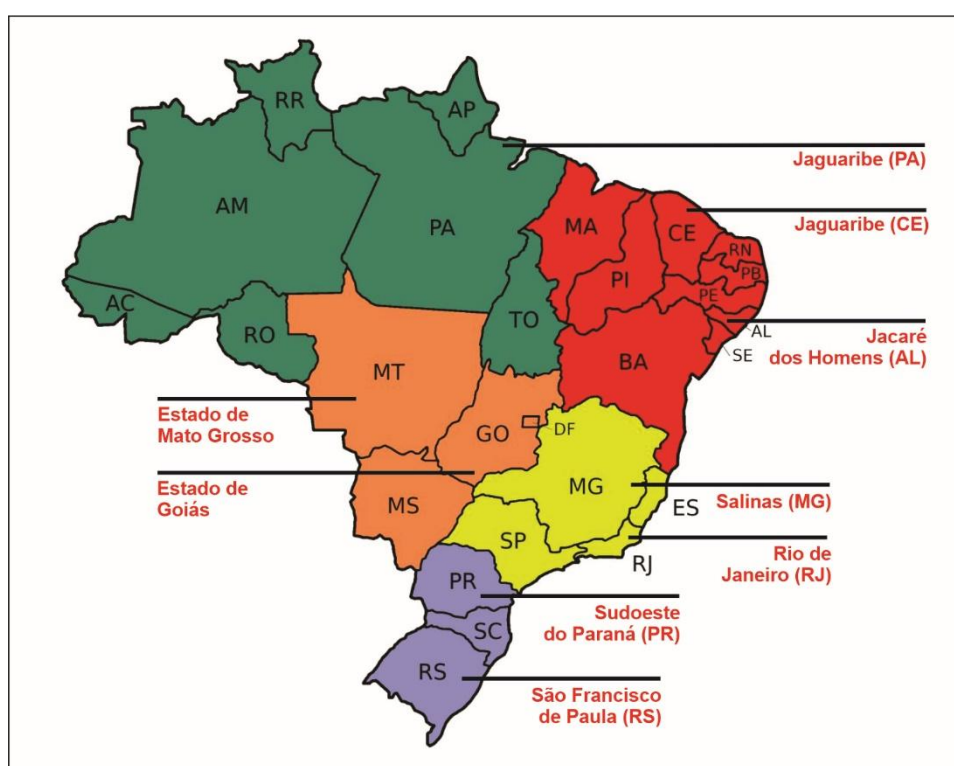 RR
AP
Jaguaribe (PA)
AM
PA
MA
CE
Jaguaribe (CE)
RN
PB
PI
PE
AC
RO
TO
AL
SE
Jacaré
dos Homens (AL)
BA
MT
Estado de
Mato Grosso
GO
DF
Estado de
Goiás
MS
MG
ES
Salinas (MG)
SP
RJ
Rio de
Janeiro (RJ)
PR
Sudoeste
do Paraná (PR)
SC
RS
São Francisco
de Paula (RS)